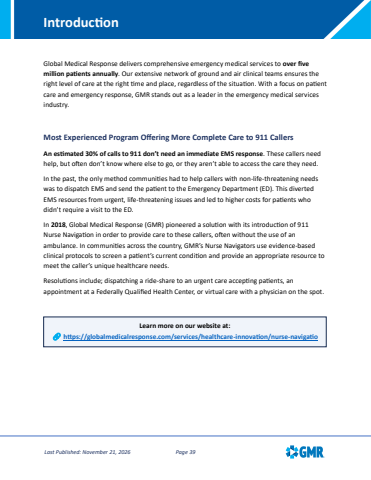 Introduction
Global Medical Response delivers comprehensive emergency medical services to over five
million patients annually. Our extensive network of ground and air clinical teams ensures the
right level of care at the right time and place, regardless of the situation. With a focus on patient
care and emergency response, GMR stands out as a leader in the emergency medical services
industry.
Most Experienced Program Offering More Complete Care to 911 Callers
An estimated 30% of calls to 911 don't need an immediate EMS response. These callers need
help, but often don't know where else to go, or they aren't able to access the care they need.
In the past, the only method communities had to help callers with non-life-threatening needs
was to dispatch EMS and send the patient to the Emergency Department (ED). This diverted
EMS resources from urgent, life-threatening issues and led to higher costs for patients who
didn't require a visit to the ED.
In 2018, Global Medical Response (GMR) pioneered a solution with its introduction of 911
Nurse Navigation in order to provide care to these callers, often without the use of an
ambulance. In communities across the country, GMR's Nurse Navigators use evidence-based
clinical protocols to screen a patient's current condition and provide an appropriate resource to
meet the caller's unique healthcare needs.
Resolutions include; dispatching a ride-share to an urgent care accepting patients, an
appointment at a Federally Qualified Health Center, or virtual care with a physician on the spot.
Learn more on our website at:
https://globalmedicalresponse.com/services/healthcare-innovation/nurse-navigatio
Last Published: November 21, 2026 Page 39
GMR